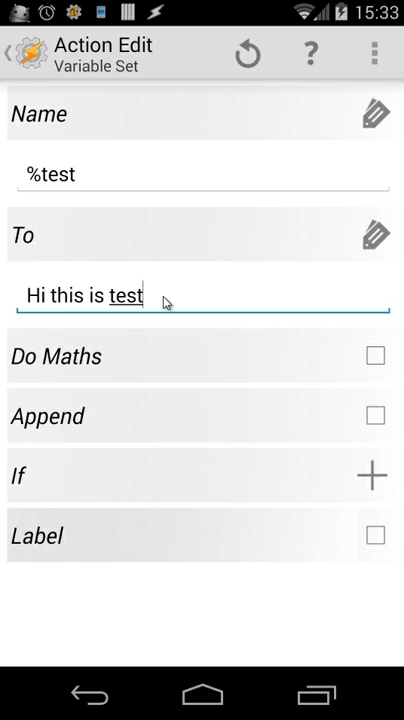 15:33
Action Edit
Variable Set
Name
%test
To
Hi this is test
Do Maths
Append
If
Label